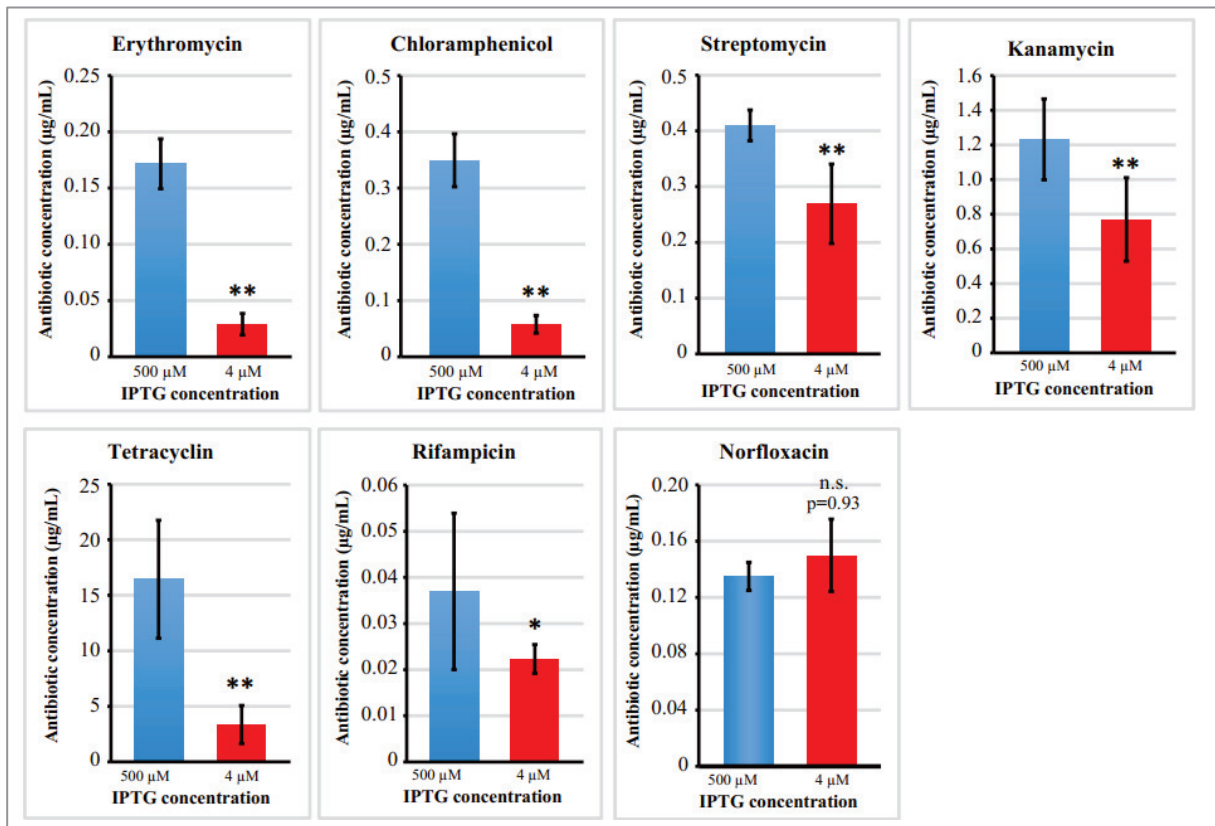 Erythromycin
Antibiotic concentration (µg/mL)
0.25
0.20
0.15
0.10
0.05
0
**
500 µM
4 µM
IPTG concentration
Chloramphenicol
Antibiotic concentration (µg/mL)
0.5
0.4
0.3
0.2
0.1
0
**
500 µM
4 µM
IPTG concentration
Streptomycin
Antibiotic concentration (µg/mL)
0.5
0.4
0.3
0.2
0.1
0
**
500 µM
4 µM
IPTG concentration
Kanamycin
Antibiotic concentration (µg/mL)
1.6
1.4
1.2
1.0
0.8
0.6
0.4
0.2
0
**
500 µM
4 µM
IPTG concentration
Tetracyclin
Antibiotic concentration (µg/mL)
25
20
15
10
5
0
**
500 µM
4 µM
IPTG concentration
Rifampicin
Antibiotic concentration (µg/mL)
0.06
0.05
0.04
0.03
0.02
0.01
0
*
500 µM
4 µM
IPTG concentration
Norfloxacin
Antibiotic concentration (µg/mL)
0.20
0.16
0.12
0.08
0.04
0
n.s.
p=0.93
500 µM
4 µM
IPTG concentration